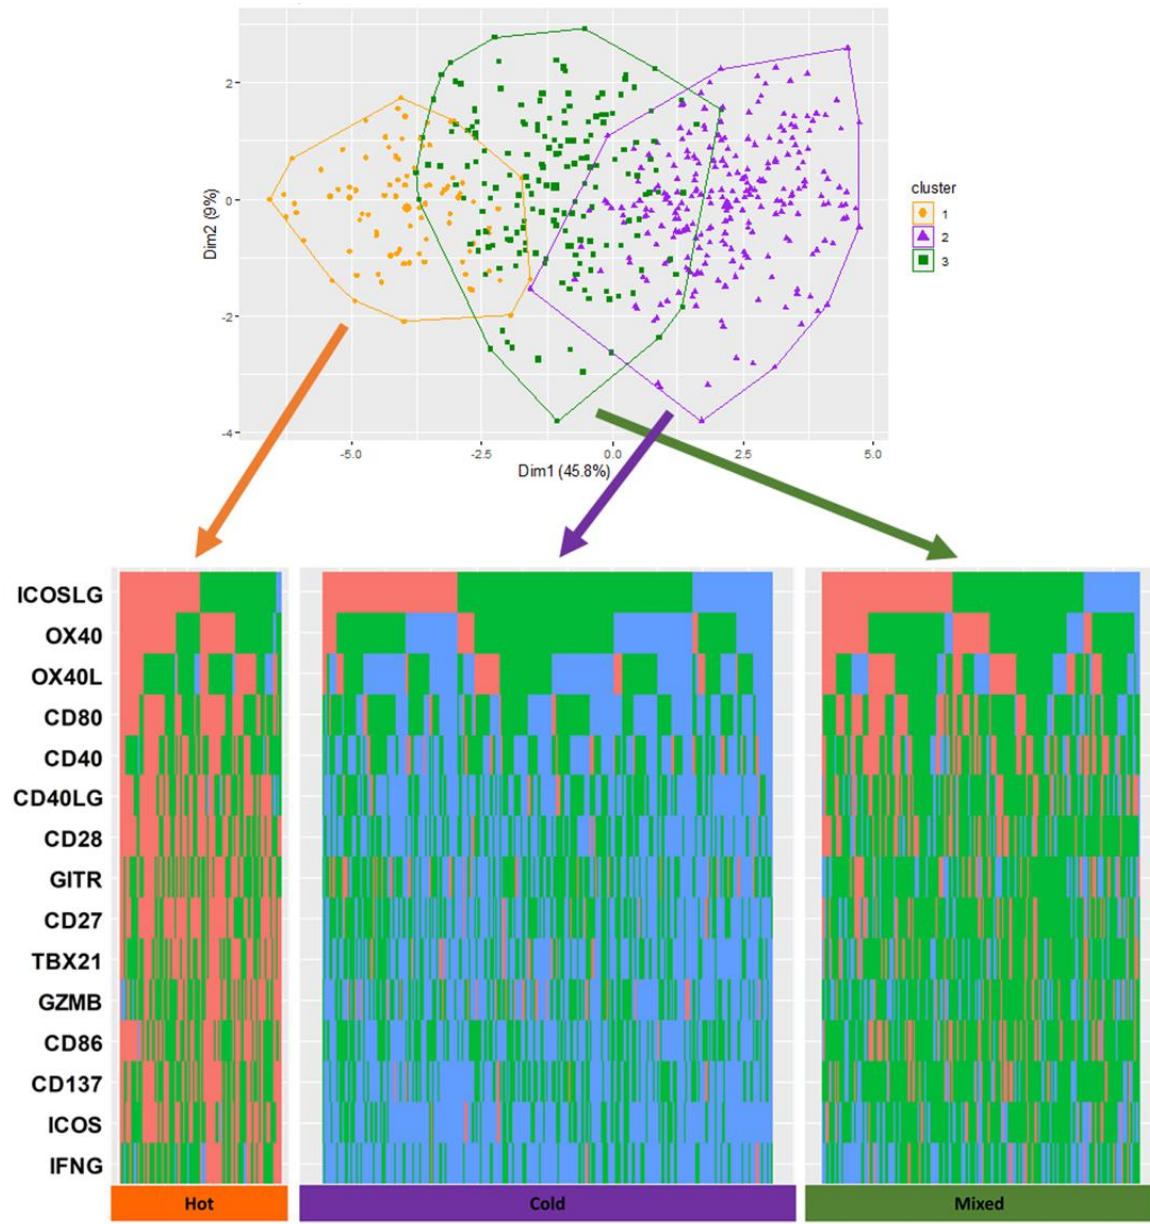 2
0
-2
-4
Dim2 (9%)
-5.0
-2.5
0.0
2.5
5.0
Dim1 (45.8%)
cluster
1
2
3
ICOSLG
OX40
OX40L
CD80
CD40
CD40LG
CD28
GITR
CD27
TBX21
GZMB
CD86
CD137
ICOS
IFNG
Hot
Cold
Mixed